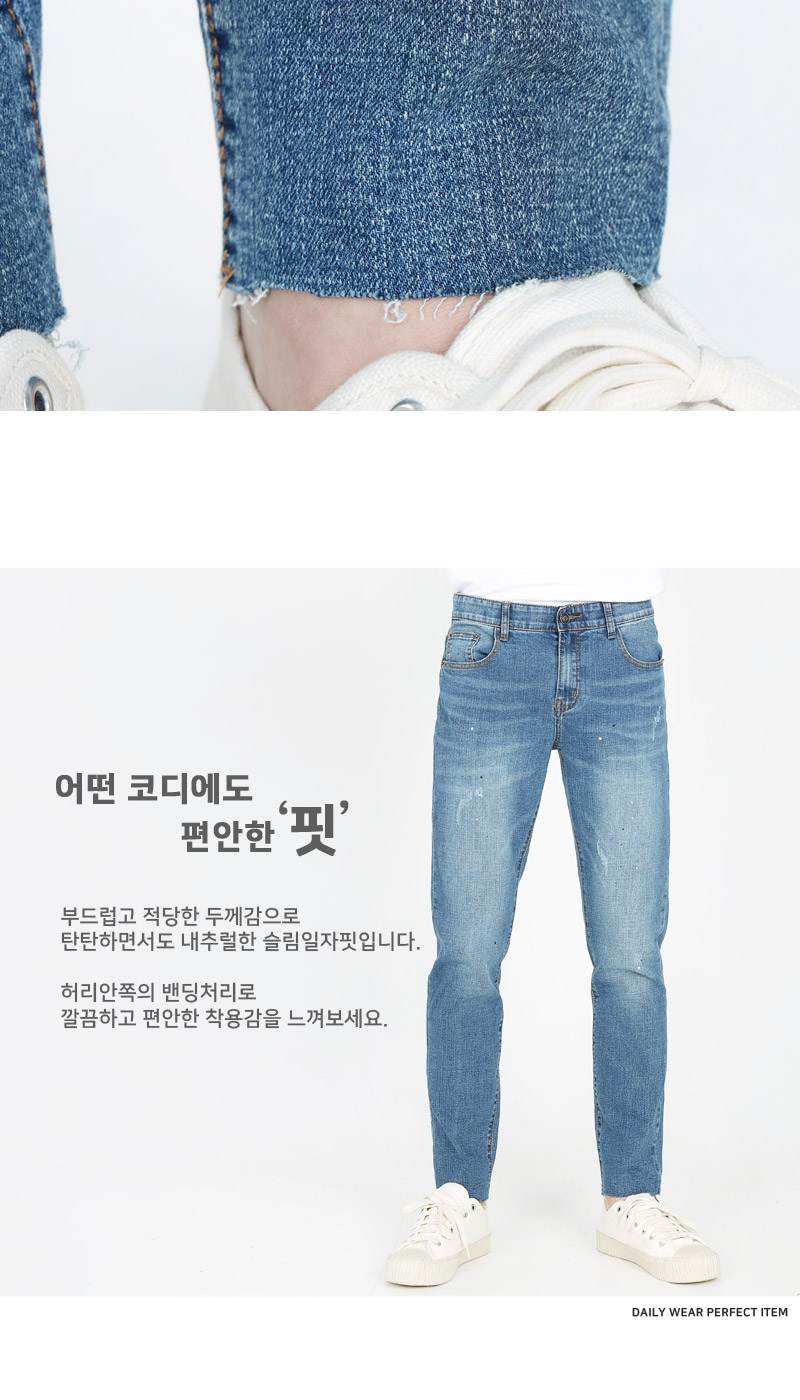 어떤 코디에도
편안한 ‘핏’
부드럽고 적당한 두께감으로
탄탄하면서도 내추럴한 슬림일자핏입니다.
허리안쪽의 밴딩처리로
깔끔하고 편안한 착용감을 느껴보세요.
DAILY WEAR PERFECT ITEM